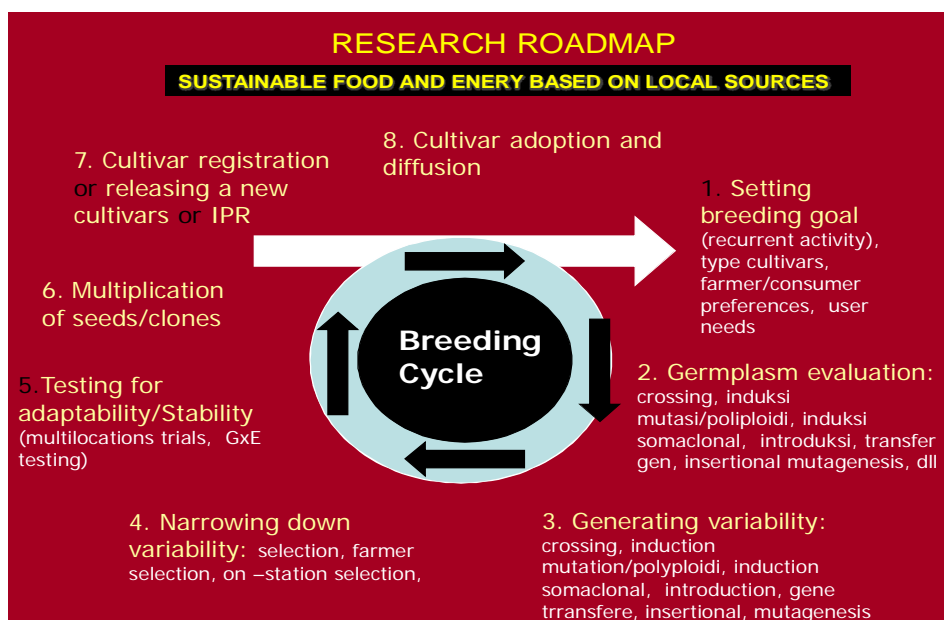 RESEARCH ROADMAP
SUSTAINABLE FOOD AND ENERY BASED ON LOCAL SOURCES
8. Cultivar adoption and
diffusion
7. Cultivar registration
or releasing a new
cultivars or IPR
1. Setting
breeding goal
(recurrent activity),
type cultivars,
farmer/consumer
preferences, user
needs
6. Multiplication
of seeds/clones
Breeding
Cycle
2. Germplasm evaluation:
crossing, induksi
mutasi/poliploidi, induksi
somaclonal, introduksi, transfer
gen, insertional mutagenesis, dll
5.Testing for
adaptability/Stability
(multilocations trials, GxE
testing)
4. Narrowing down
variability: selection, farmer
selection, on –station selection,
3. Generating variability:
crossing, induction
mutation/polyploidi, induction
somaclonal, introduction, gene
trransfere, insertional, mutagenesis